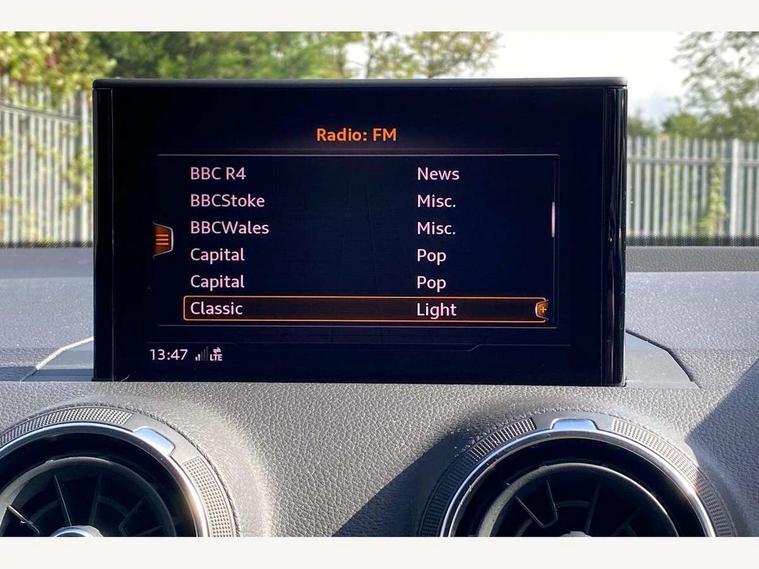 Radio: FM
BBC R4 News
BBCStoke Misc.
BBCWales Misc.
Capital Pop
Capital Pop
Classic Light
13:47 LTE